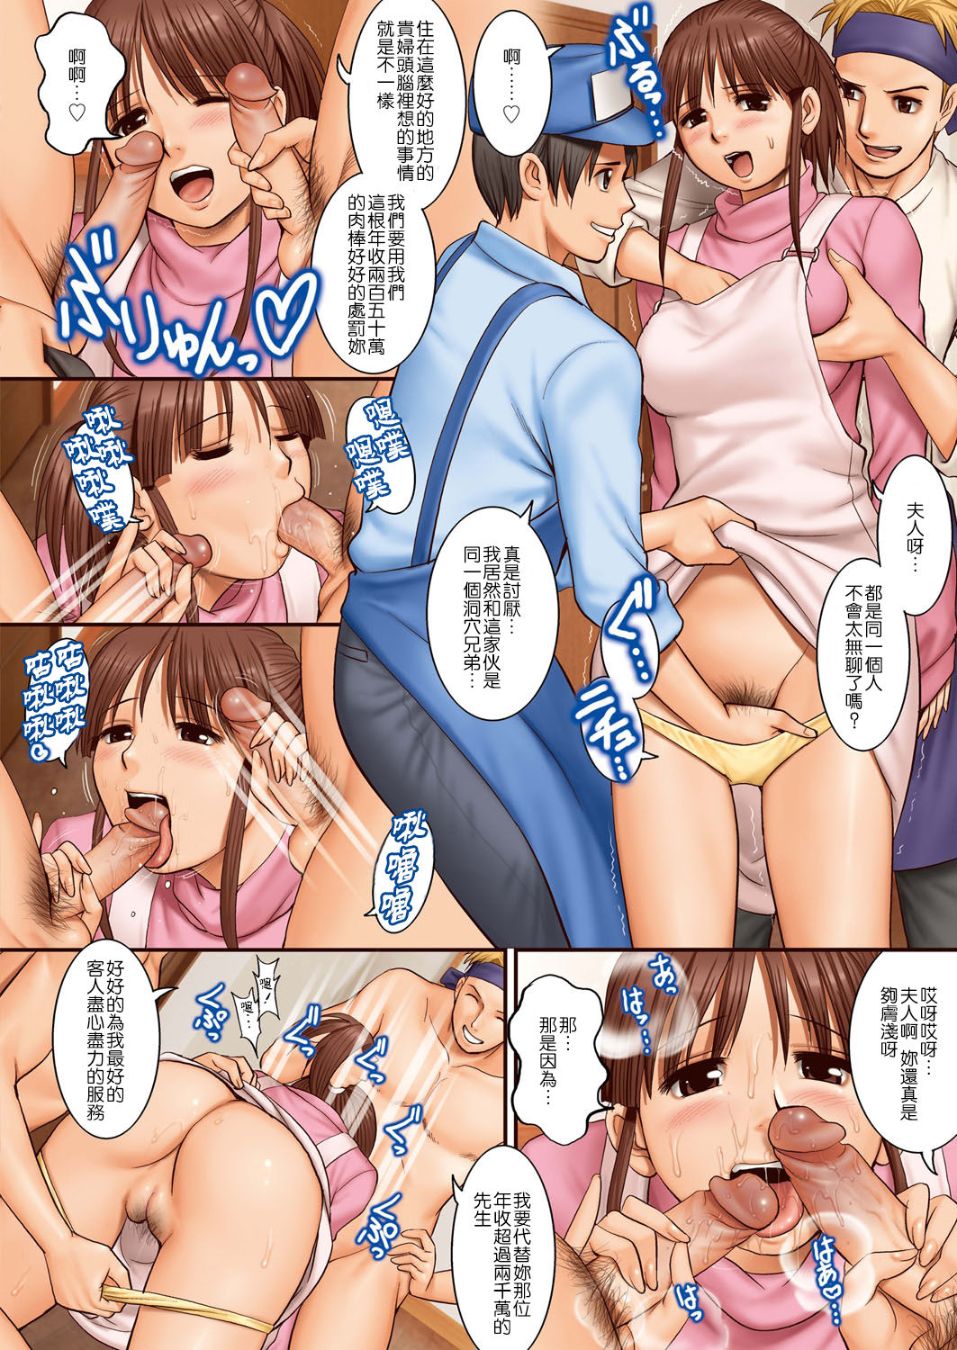 夫人呀…
都是同一個人
不會太無聊了嗎?
ぶるっ…
啊……♡
真是討厭…
我居然和這家伙是
同一個洞穴兄弟…
ぐ…
ニチュ…
住在這麼好的地方的
貴婦頭腦裡想的事情
就是不一樣
我們要用我們
這根年收兩百五十萬
的肉棒好好的處罰妳
啊啊…♡
ぶりゅんっ♡
嗯噗
嗯噗
啾啾
啾啾
啾噗
咕啾
咕啾
啾嚕嚕
哎呀哎呀…
夫人啊 妳還真是
夠膚淺呀
あっ
はっ…
那…
那是因為…
はぁ♡…
はっ
我要代替妳那位
年收超過兩千萬的
先生
好好的為我最好的
客人盡心盡力的服務
嗯!
嗯…
くぷっ
くぷっ